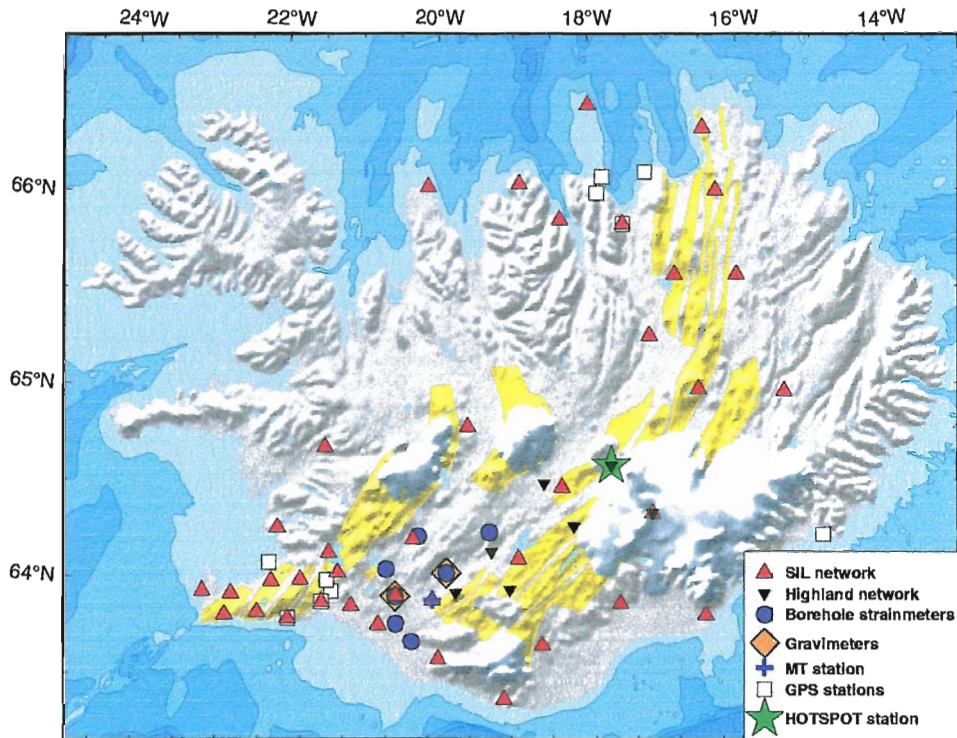 24°W 22°W 20°W 18°W 16°W 14°W
66°N
65°N
64°N
SIL network
Highland network
Borehole strainmeters
Gravimeters
MT station
GPS stations
HOTSPOT station